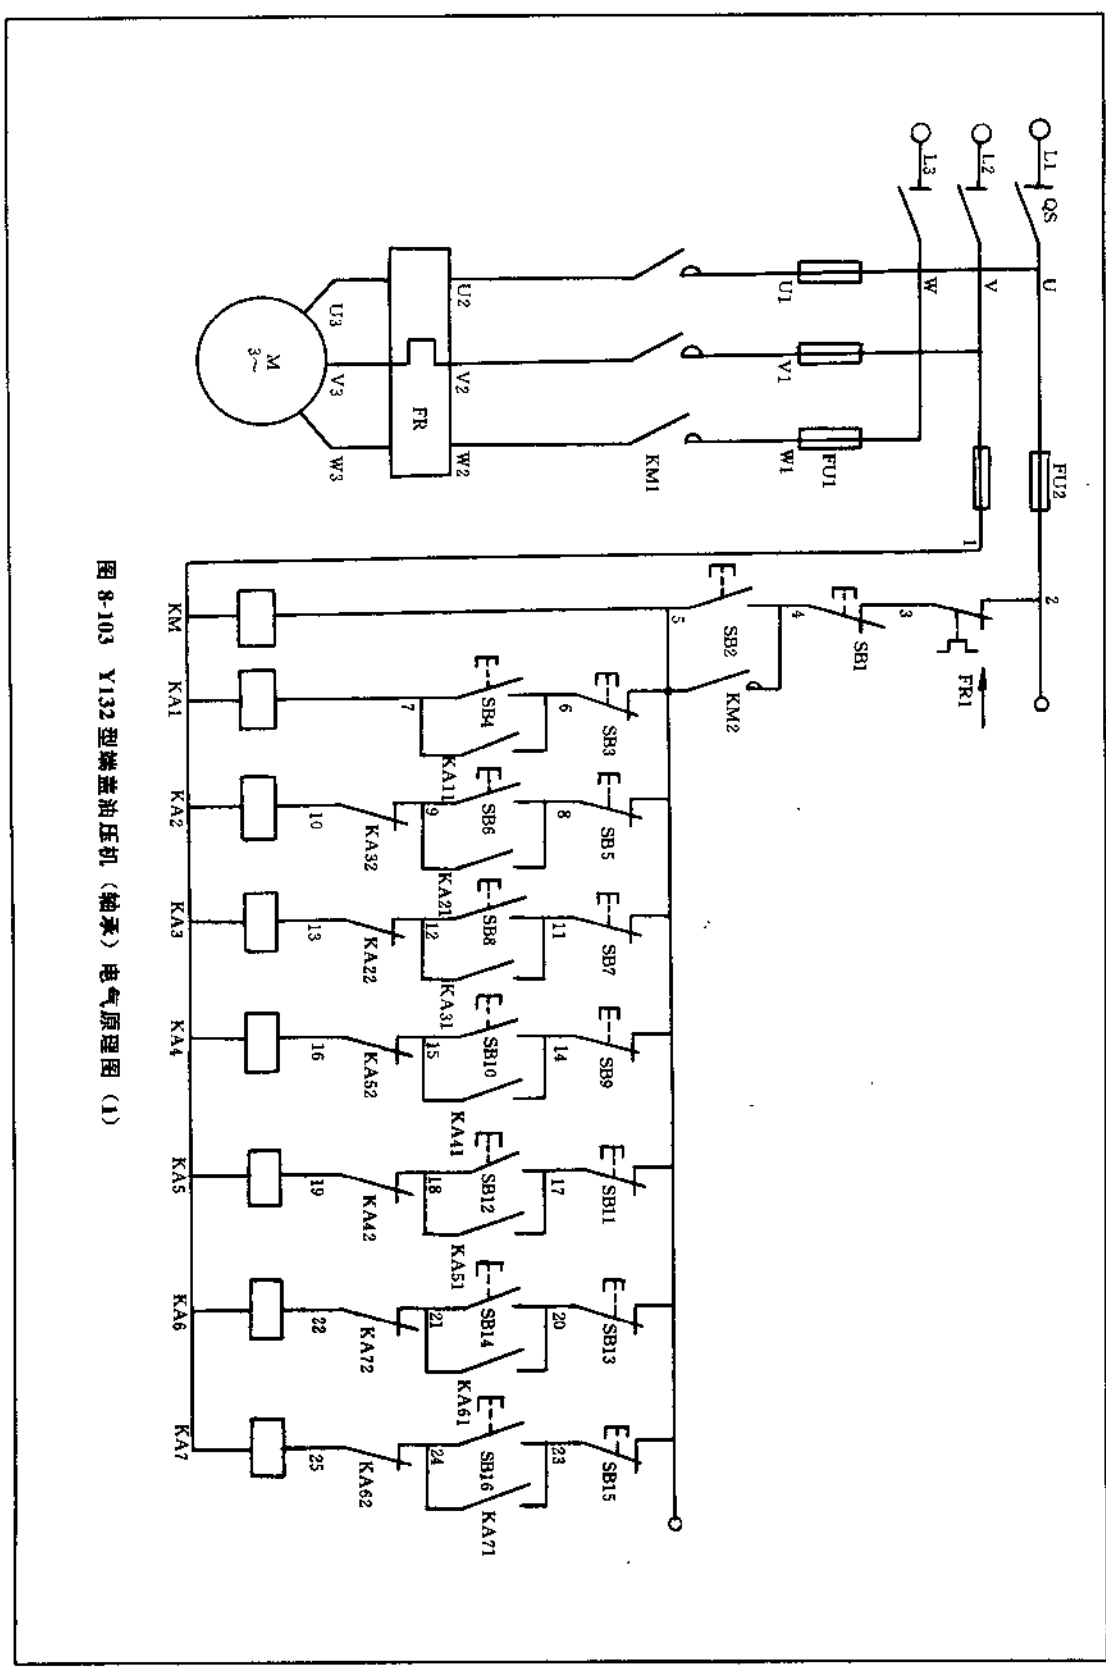 L1
QS
L2
L3
U
V
W
U1
V1
W1
FU1
FU2
KM1
U2
V2
W2
FR
U3
V3
W3
M
3~
1
2
FR1
3
SB1
4
SB2
KM2
5
SB3
6
SB4
KA11
7
SB5
8
SB6
KA21
9
KA32
10
SB7
11
SB8
KA31
12
KA22
13
SB9
14
SB10
KA41
15
KA52
16
SB11
17
SB12
KA51
18
KA42
19
SB13
20
SB14
KA61
21
KA72
22
SB15
23
SB16
KA71
24
KA62
25
KM
KA1
KA2
KA3
KA4
KA5
KA6
KA7
图 8-103 Y132 型端盖油压机（轴承）电气原理图（1）